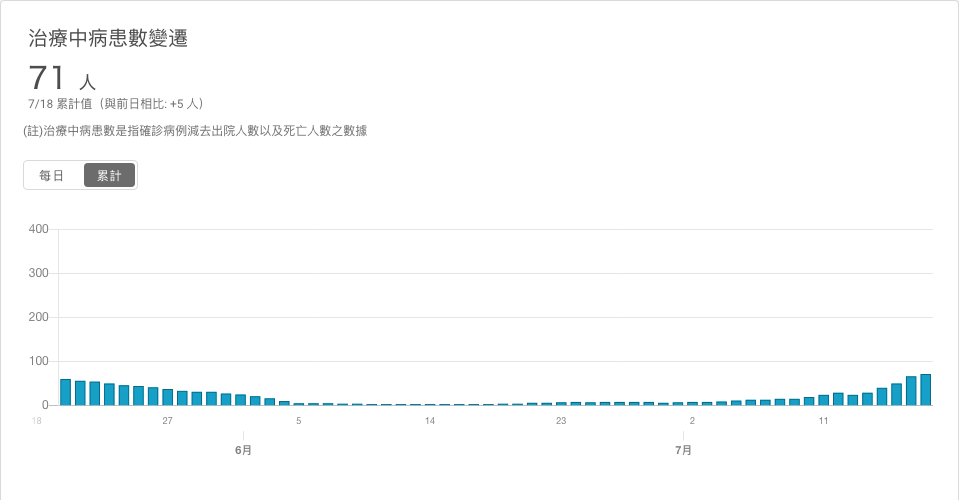 治療中病患數變遷
71 人
7/18 累計值（與前日相比: +5 人）
(註)治療中病患數是指確診病例減去出院人數以及死亡人數之數據
每日 累計
400
300
200
100
0
18 27 5 14 23 2 11
6月 7月